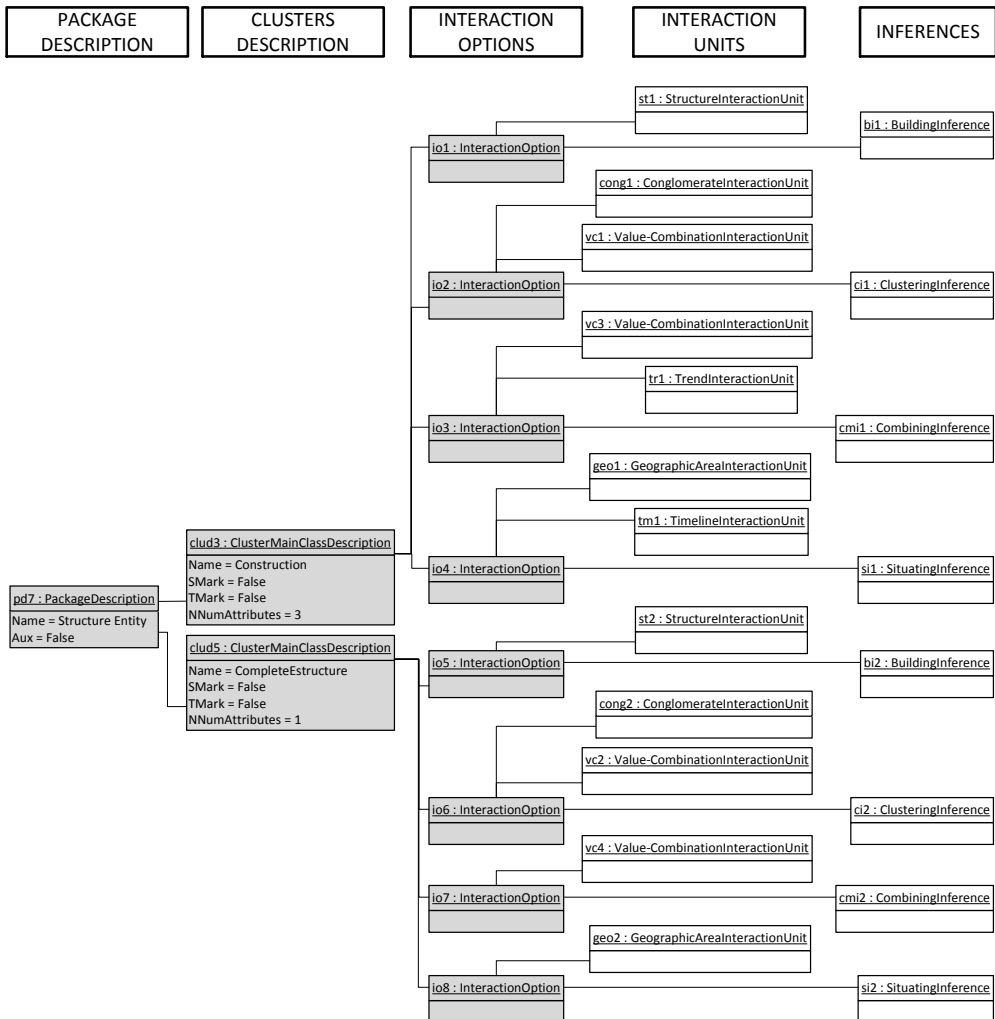 PACKAGE
DESCRIPTION
CLUSTERS
DESCRIPTION
INTERACTION
OPTIONS
INTERACTION
UNITS
INFERENCES
st1 : StructureInteractionUnit
bi1 : BuildingInference
io1 : InteractionOption
cong1 : ConglomerateInteractionUnit
vc1 : Value-CombinationInteractionUnit
io2 : InteractionOption
ci1 : ClusteringInference
vc3 : Value-CombinationInteractionUnit
tr1 : TrendInteractionUnit
io3 : InteractionOption
cmi1 : CombiningInference
geo1 : GeographicAreaInteractionUnit
tm1 : TimelineInteractionUnit
clud3 : ClusterMainClassDescription
Name = Construction
SMark = False
TMark = False
NNumAttributes = 3
io4 : InteractionOption
si1 : SituatingInference
pd7 : PackageDescription
Name = Structure Entity
Aux = False
st2 : StructureInteractionUnit
clud5 : ClusterMainClassDescription
Name = CompleteEstructure
SMark = False
TMark = False
NNumAttributes = 1
io5 : InteractionOption
bi2 : BuildingInference
cong2 : ConglomerateInteractionUnit
vc2 : Value-CombinationInteractionUnit
io6 : InteractionOption
ci2 : ClusteringInference
vc4 : Value-CombinationInteractionUnit
io7 : InteractionOption
cmi2 : CombiningInference
geo2 : GeographicAreaInteractionUnit
io8 : InteractionOption
si2 : SituatingInference